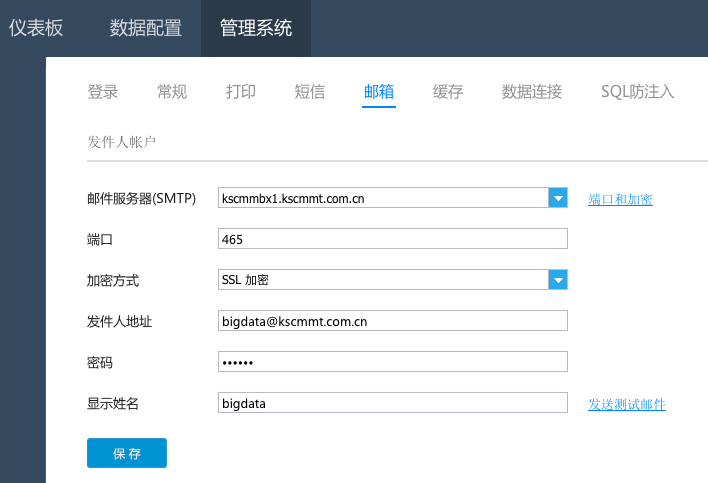 仪表板 数据配置 管理系统
登录 常规 打印 短信 邮箱 缓存 数据连接 SQL防注入
发件人帐户
邮件服务器(SMTP) kscmmbx1.kscmmt.com.cn 端口和加密
端口 465
加密方式 SSL 加密
发件人地址 bigdata@kscmmt.com.cn
密码 ••••••
显示姓名 bigdata 发送测试邮件
保存